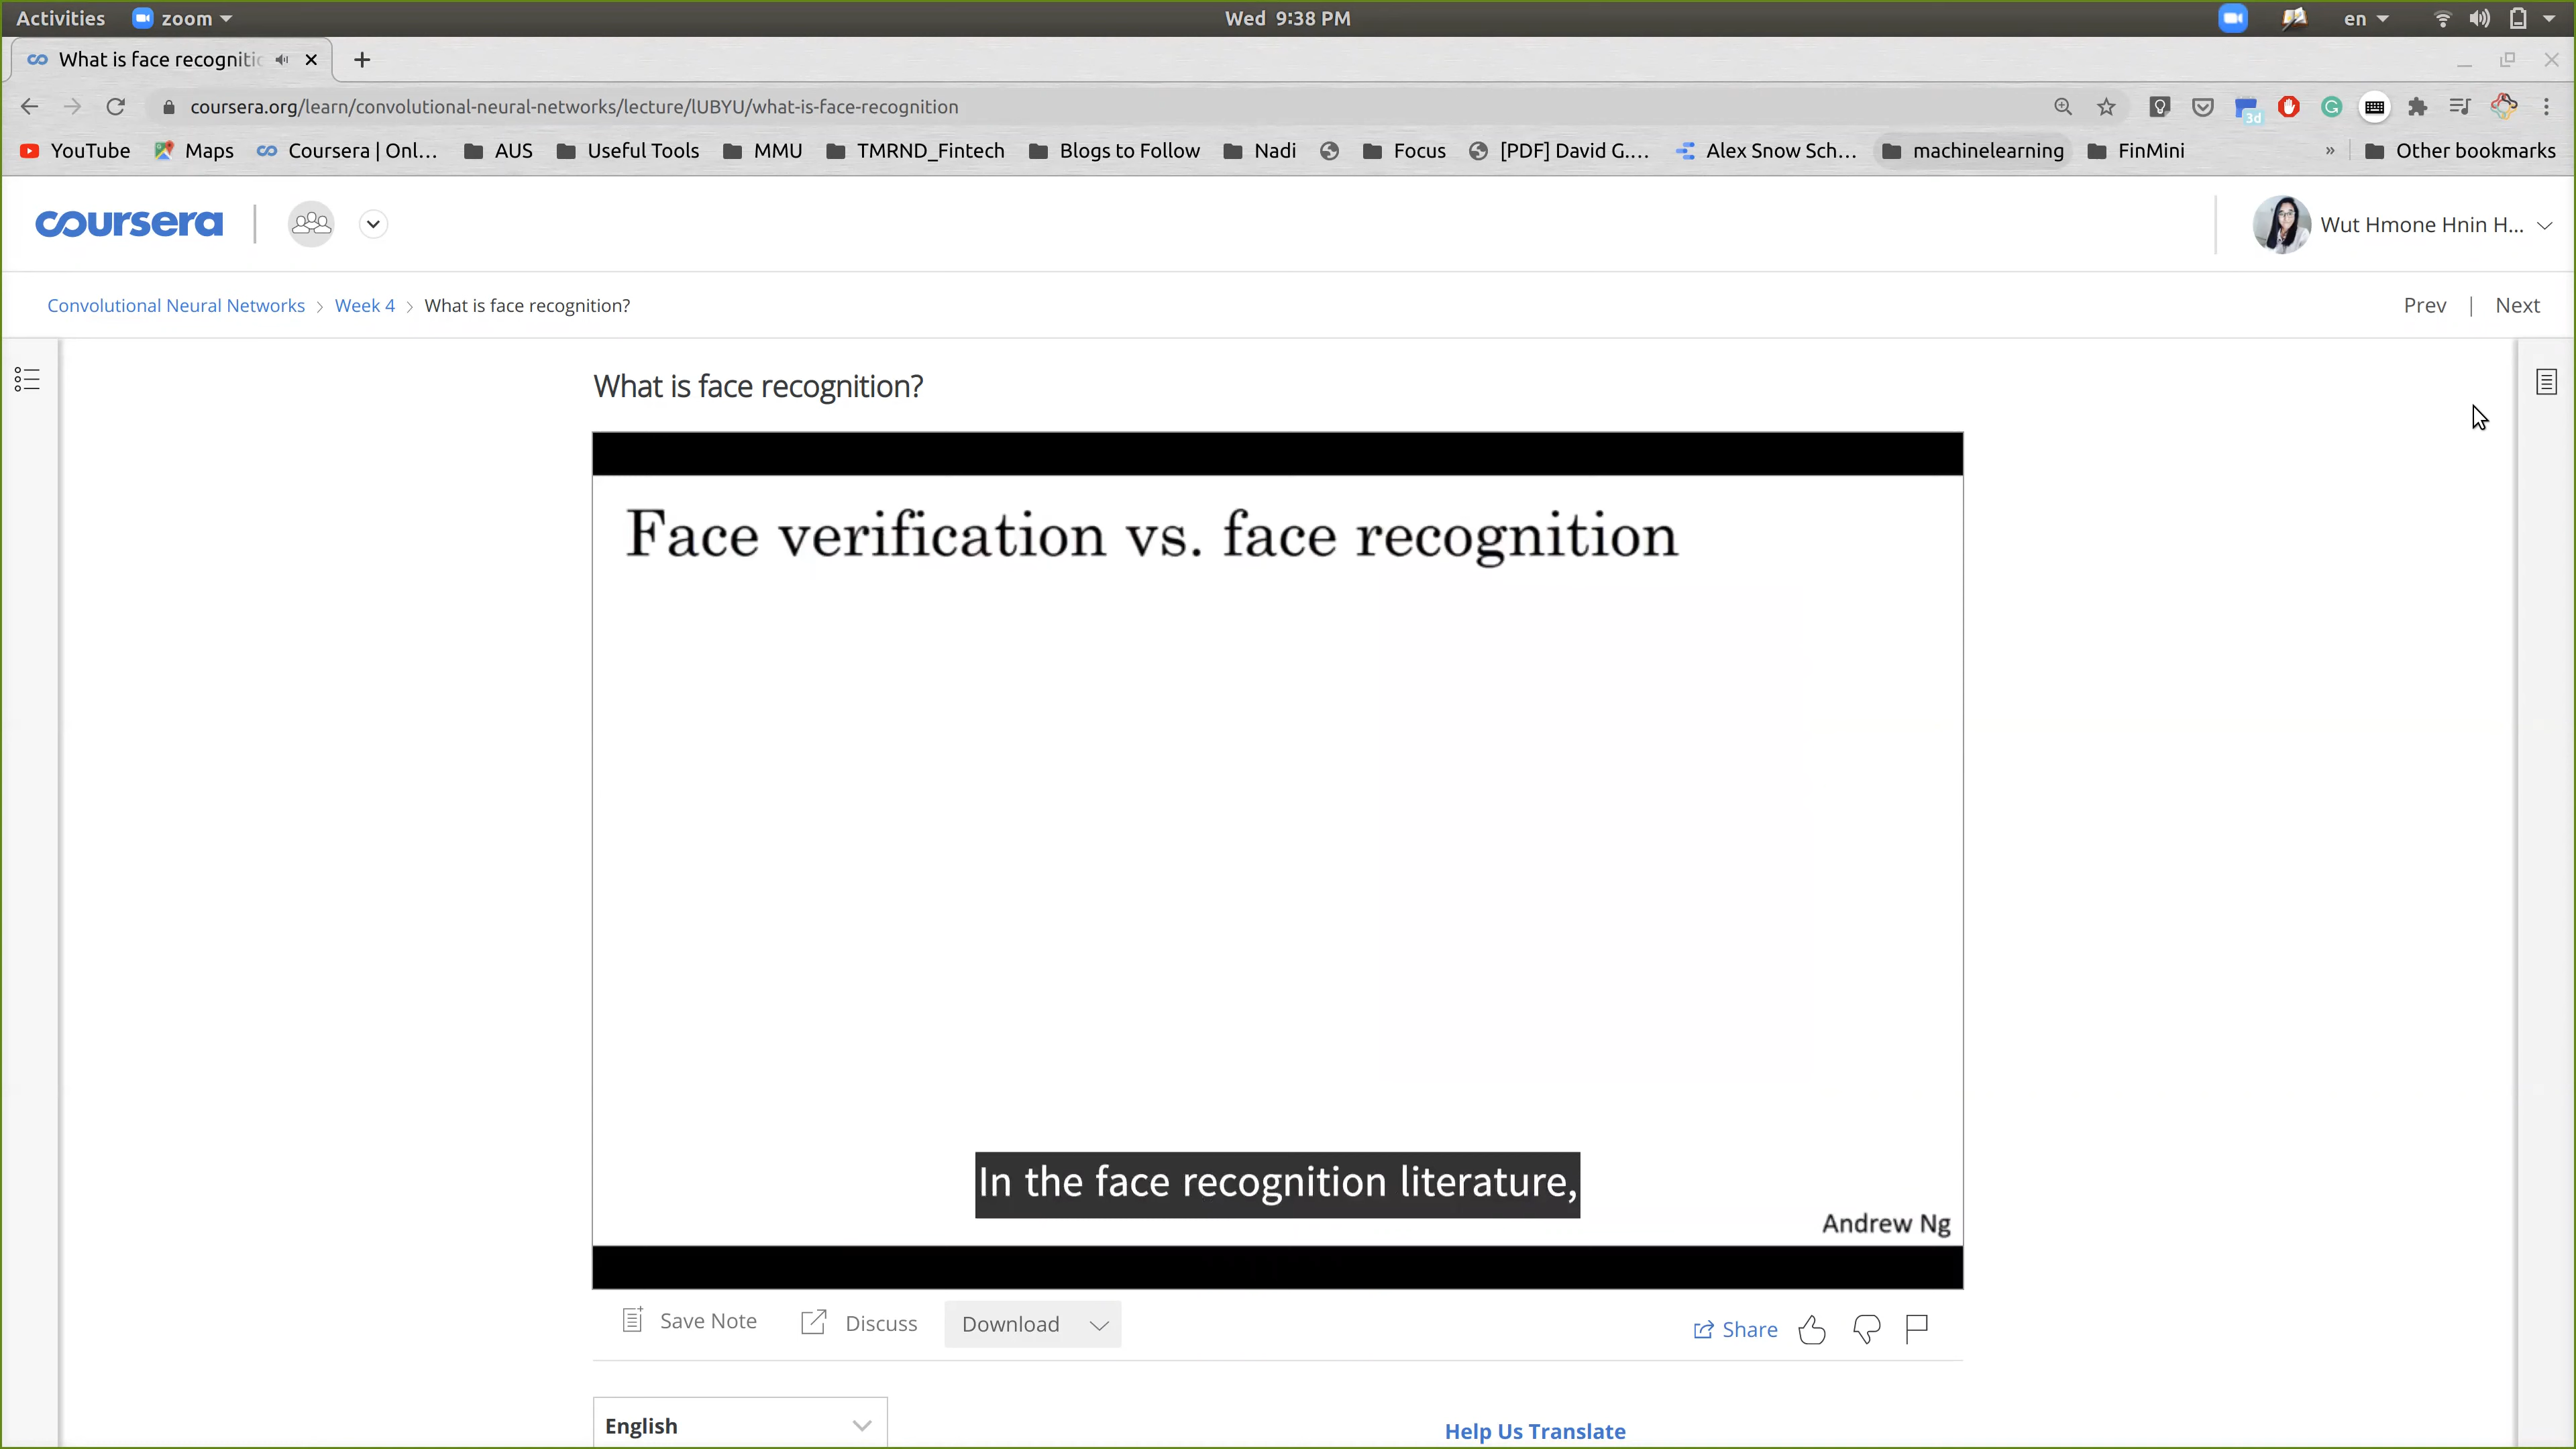 Activities zoom Wed 9:38 PM en
What is face recogniti
coursera.org/learn/convolutional-neural-networks/lecture/lUBYU/what-is-face-recognition 3d
YouTube Maps Coursera | Onl... AUS Useful Tools MMU TMRND_Fintech Blogs to Follow Nadi Focus [PDF] David G.... Alex Snow Sch... machinelearning FinMini » Other bookmarks
coursera Wut Hmone Hnin H...
Convolutional Neural Networks > Week 4 > What is face recognition? Prev | Next
What is face recognition?
Face verification vs. face recognition
In the face recognition literature,
Andrew Ng
Save Note Discuss Download Share
English Help Us Translate